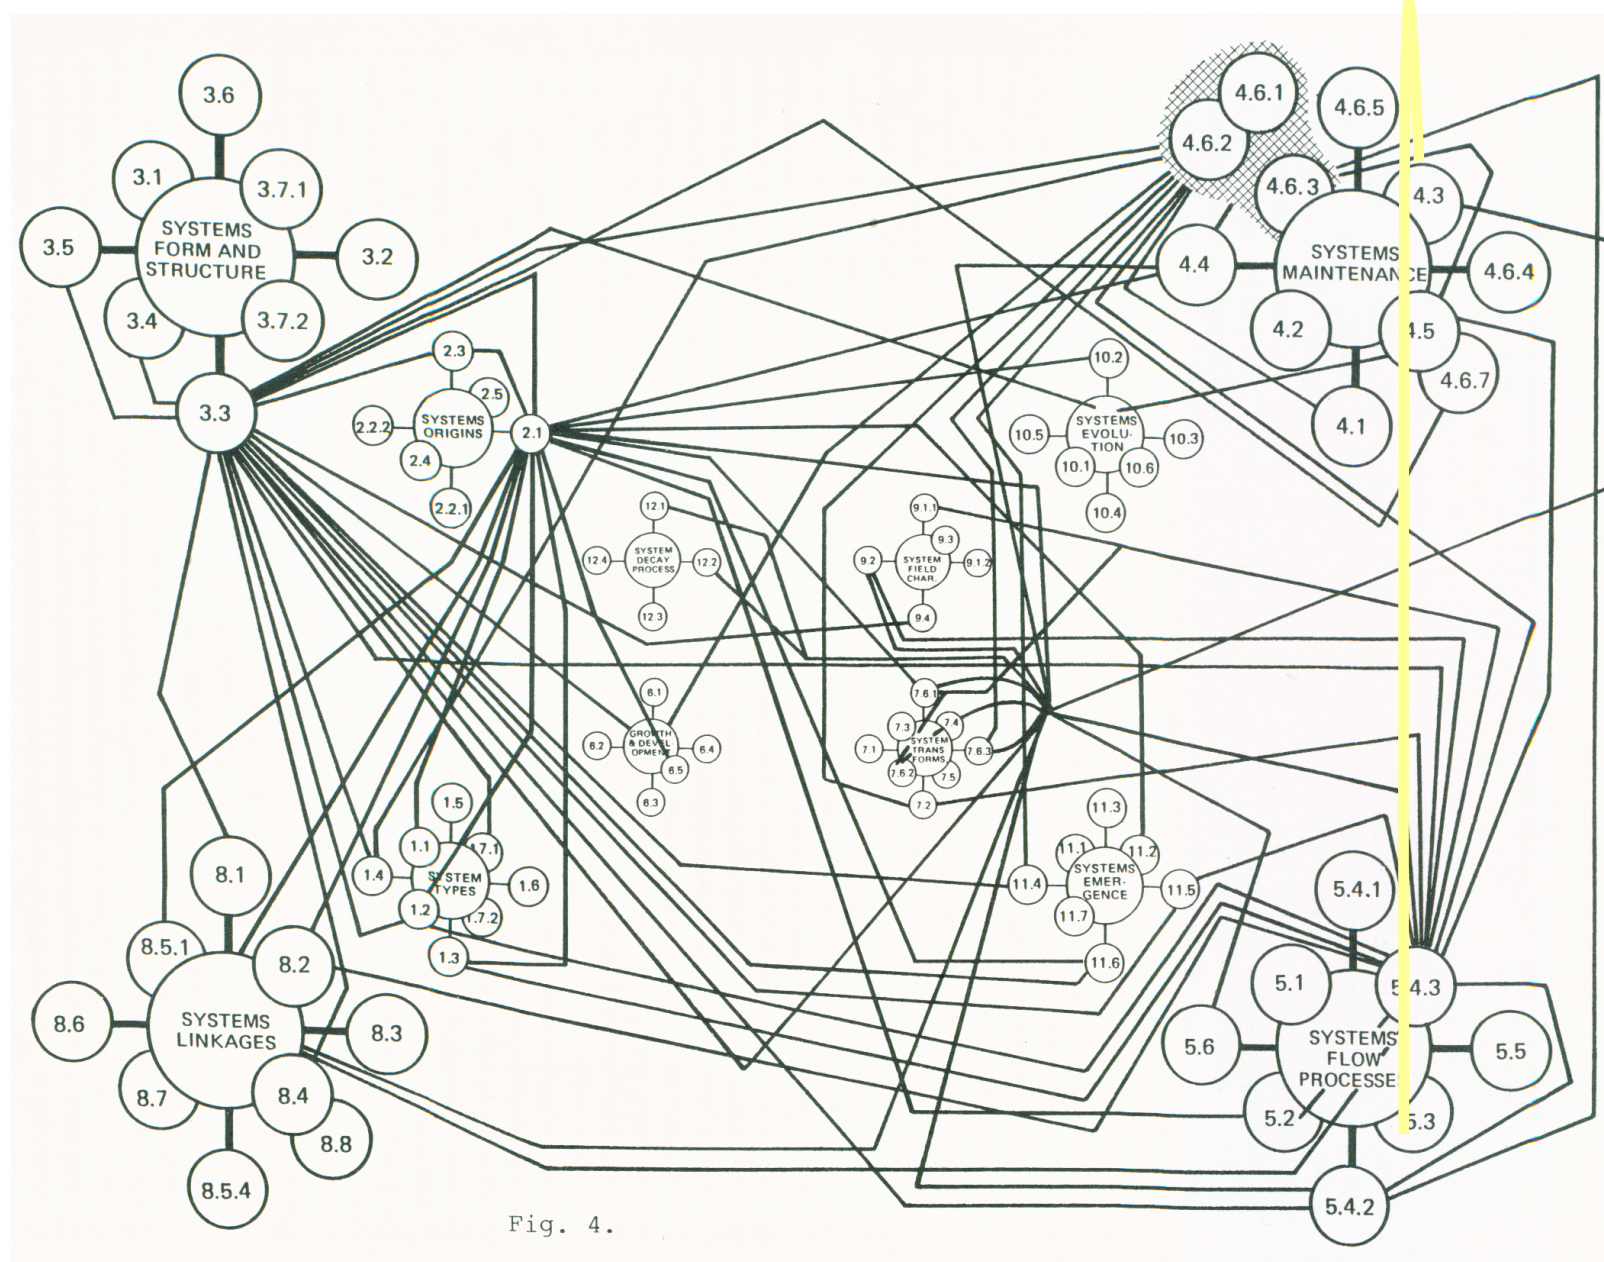 3.6
3.1
3.7.1
SYSTEMS
FORM AND
STRUCTURE
3.5
3.2
3.4
3.7.2
3.3
4.6.1
4.6.2
4.6.5
4.6.3
4.3
4.4
SYSTEMS
MAINTENANCE
4.6.4
4.2
4.5
4.6.7
4.1
2.3
2.5
2.2.2
SYSTEMS
ORIGINS
2.1
2.4
2.2.1
10.2
10.5
SYSTEMS
EVOLU-
TION
10.3
10.1
10.6
10.4
12.1
12.4
SYSTEM
DECAY
PROCESS
12.2
12.3
9.1.1
9.3
9.2
SYSTEM
FIELD
CHAR.
9.1.2
9.4
6.1
6.2
GROWTH
& DEVEL
OPMENT
6.4
6.5
6.3
7.6.1
7.3
7.4
7.1
SYSTEM
TRANS
FORMS
7.6.3
7.6.2
7.5
7.2
1.5
1.1
1.7.1
1.4
SYSTEM
TYPES
1.6
1.2
1.7.2
1.3
11.3
11.1
11.2
11.4
SYSTEMS
EMER-
GENCE
11.5
11.7
11.6
8.1
8.5.1
8.2
8.6
SYSTEMS
LINKAGES
8.3
8.7
8.4
8.8
8.5.4
5.4.1
5.1
5.4.3
5.6
SYSTEMS
FLOW
PROCESSES
5.5
5.2
5.3
5.4.2
Fig. 4.